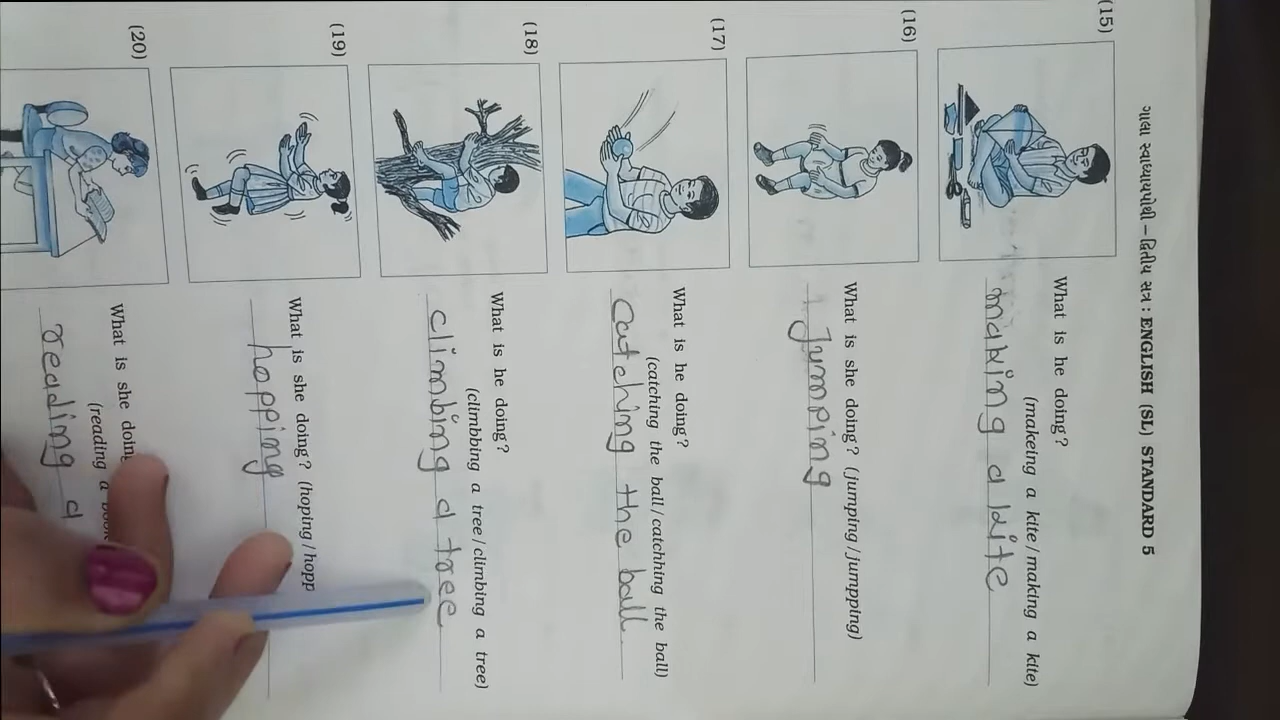 ગાલા સ્વાધ્યાયપોથી – દ્વિતીય સત્ર : ENGLISH (SL) STANDARD 5
(15)
What is he doing?
(makeing a kite / making a kite)
making a kite
(16)
What is she doing? (jumping / jumpping)
Jumping
(17)
What is he doing?
(catching the ball / catchhing the ball)
catching the ball
(18)
What is he doing?
(climbbing a tree / climbing a tree)
climbing a tree
(19)
What is she doing? (hoping / hopp
hopping
(20)
What is she doing
(reading a
reading a